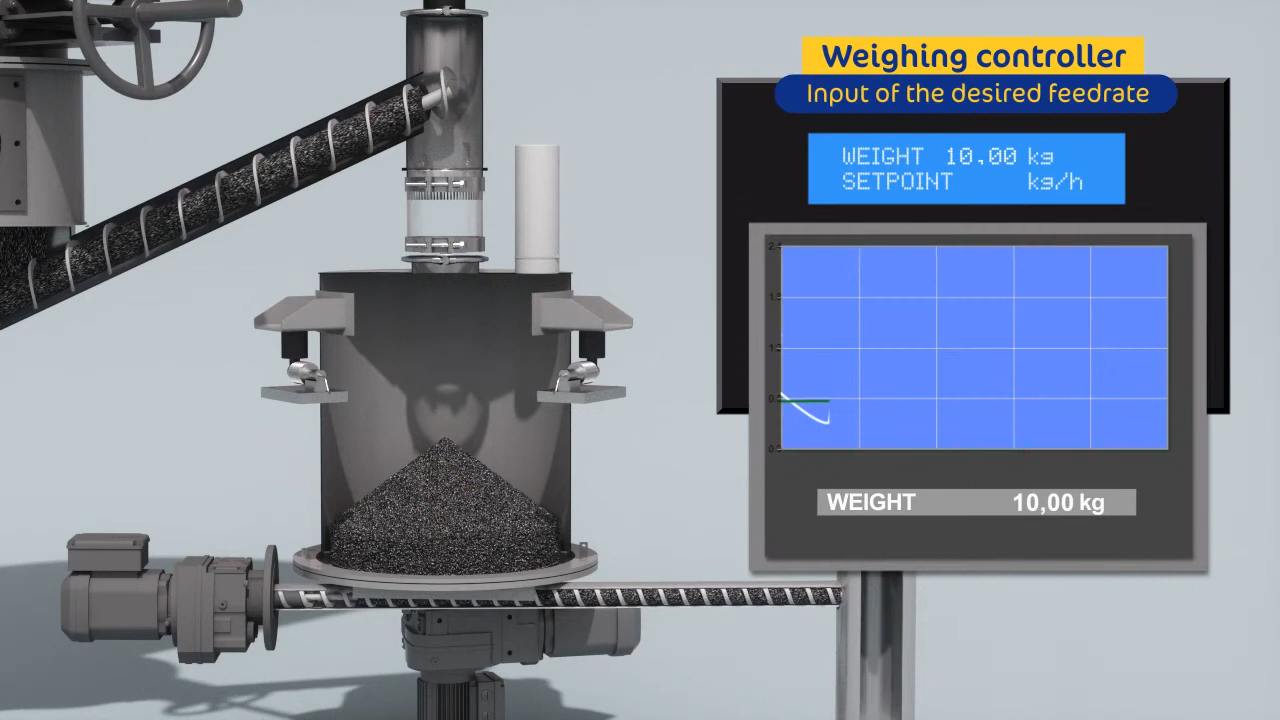 Weighing controller
Input of the desired feedrate
WEIGHT 10,00 kg
SETPOINT kg/h
WEIGHT 10,00 kg